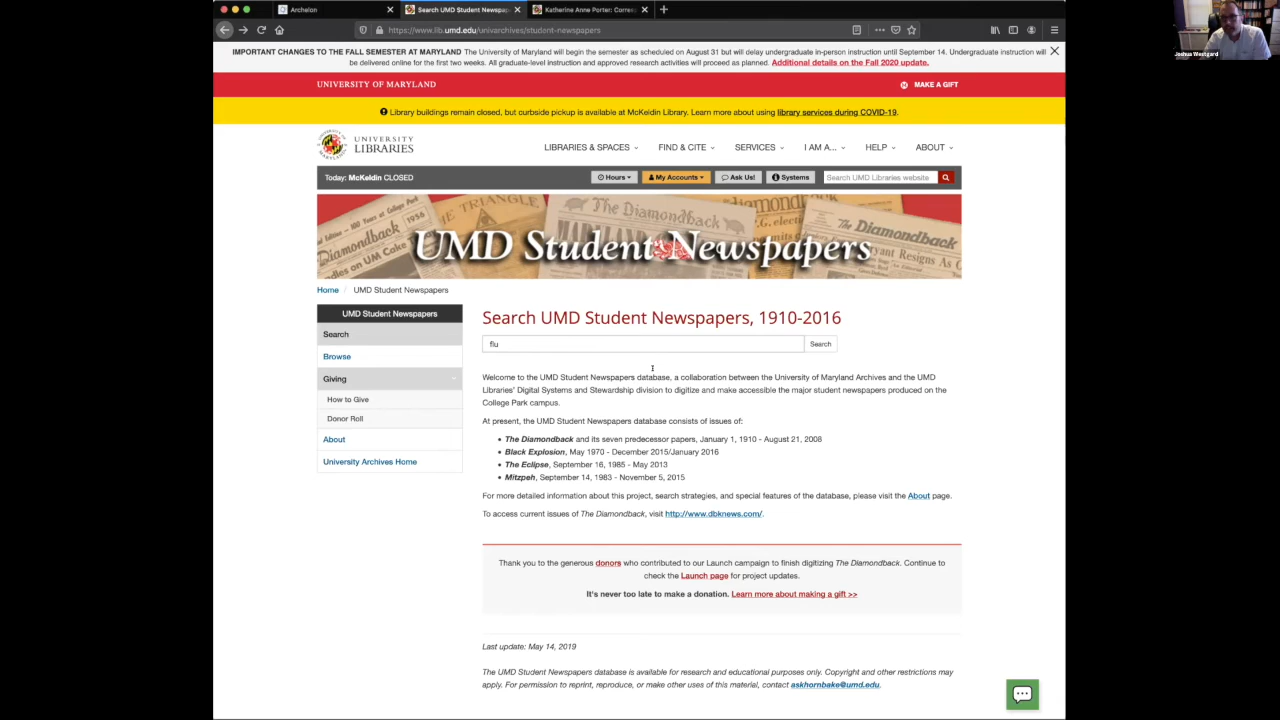 Archelon
Search UMD Student Newspap
Katherine Anne Porter: Corres
https://www.lib.umd.edu/univarchives/student-newspapers
Joshua Westgard
IMPORTANT CHANGES TO THE FALL SEMESTER AT MARYLAND The University of Maryland will begin the semester as scheduled on August 31 but will delay undergraduate in-person instruction until September 14. Undergraduate instruction will
be delivered online for the first two weeks. All graduate-level instruction and approved research activities will proceed as planned. Additional details on the Fall 2020 update.
UNIVERSITY OF MARYLAND
MAKE A GIFT
Library buildings remain closed, but curbside pickup is available at McKeldin Library. Learn more about using library services during COVID-19.
UNIVERSITY
LIBRARIES
LIBRARIES & SPACES
FIND & CITE
SERVICES
I AM A...
HELP
ABOUT
Today: McKeldin CLOSED
Hours
My Accounts
Ask Us!
Systems
Search UMD Libraries website
UMD Student Newspapers
Home / UMD Student Newspapers
UMD Student Newspapers
Search
Browse
Giving
How to Give
Donor Roll
About
University Archives Home
Search UMD Student Newspapers, 1910-2016
flu
Search
Welcome to the UMD Student Newspapers database, a collaboration between the University of Maryland Archives and the UMD
Libraries' Digital Systems and Stewardship division to digitize and make accessible the major student newspapers produced on the
College Park campus.
At present, the UMD Student Newspapers database consists of issues of:
The Diamondback and its seven predecessor papers, January 1, 1910 - August 21, 2008
Black Explosion, May 1970 - December 2015/January 2016
The Eclipse, September 16, 1985 - May 2013
Mitzpeh, September 14, 1983 - November 5, 2015
For more detailed information about this project, search strategies, and special features of the database, please visit the About page.
To access current issues of The Diamondback, visit http://www.dbknews.com/.
Thank you to the generous donors who contributed to our Launch campaign to finish digitizing The Diamondback. Continue to
check the Launch page for project updates.
It's never too late to make a donation. Learn more about making a gift >>
Last update: May 14, 2019
The UMD Student Newspapers database is available for research and educational purposes only. Copyright and other restrictions may
apply. For permission to reprint, reproduce, or make other uses of this material, contact askhornbake@umd.edu.